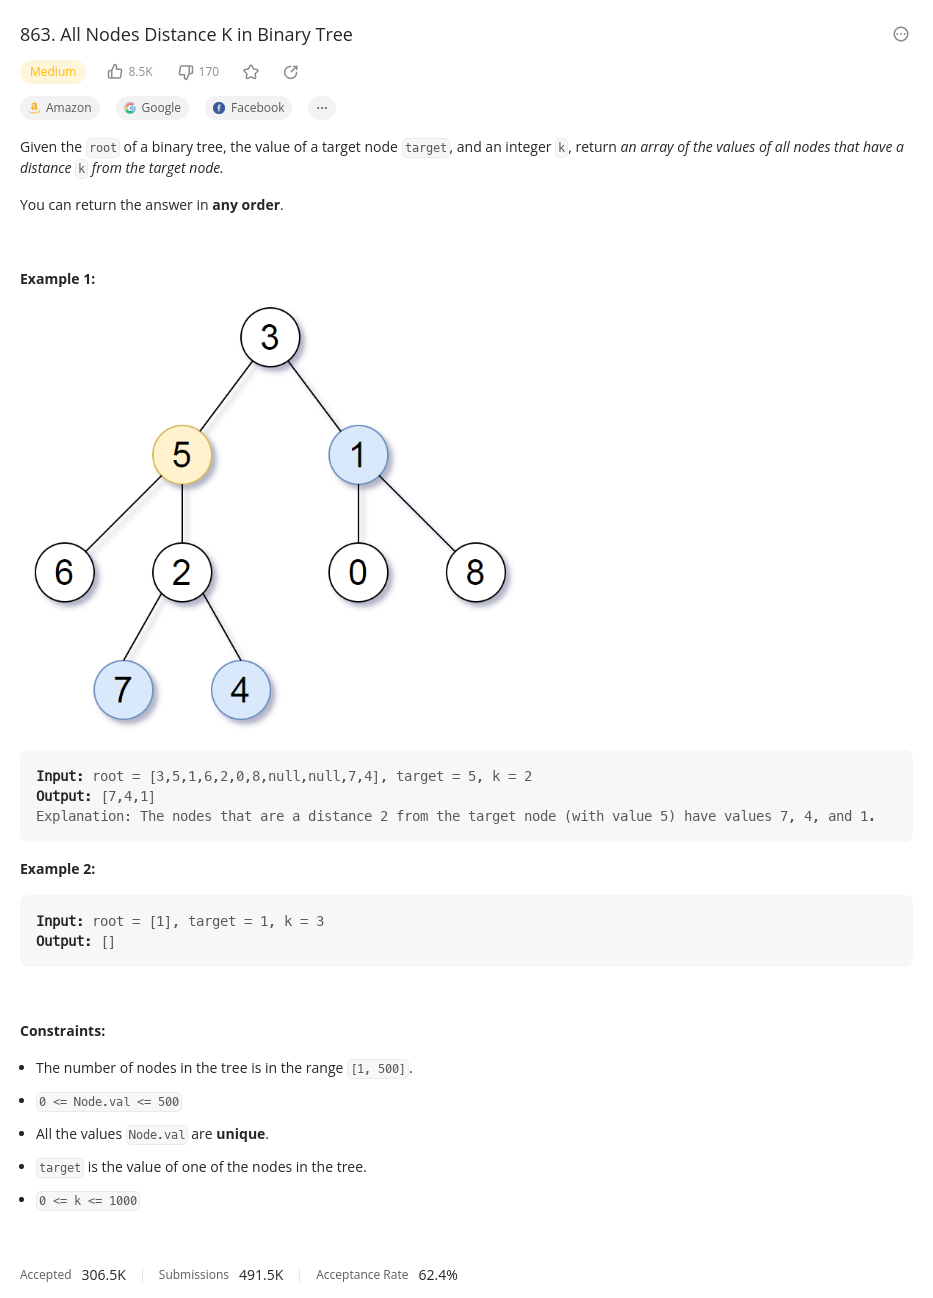 863. All Nodes Distance K in Binary Tree
Medium 8.5K 170
Amazon Google Facebook ...
Given the root of a binary tree, the value of a target node target, and an integer k, return an array of the values of all nodes that have a
distance k from the target node.
You can return the answer in any order.
Example 1:
3
5 1
6 2 0 8
7 4
Input: root = [3,5,1,6,2,0,8,null,null,7,4], target = 5, k = 2
Output: [7,4,1]
Explanation: The nodes that are a distance 2 from the target node (with value 5) have values 7, 4, and 1.
Example 2:
Input: root = [1], target = 1, k = 3
Output: []
Constraints:
• The number of nodes in the tree is in the range [1, 500].
• 0 <= Node.val <= 500
• All the values Node.val are unique.
• target is the value of one of the nodes in the tree.
• 0 <= k <= 1000
Accepted 306.5K Submissions 491.5K Acceptance Rate 62.4%